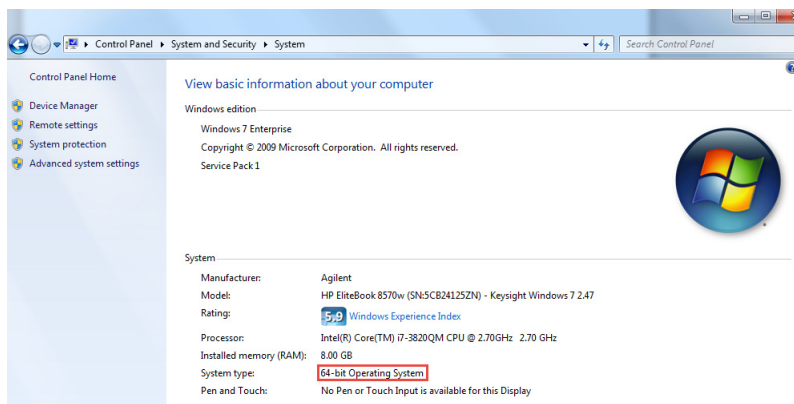 Control Panel System and Security System Search Control Panel
Control Panel Home
Device Manager
Remote settings
System protection
Advanced system settings
View basic information about your computer
Windows edition
Windows 7 Enterprise
Copyright © 2009 Microsoft Corporation. All rights reserved.
Service Pack 1
System
Manufacturer: Agilent
Model: HP EliteBook 8570w (SN:5CB24125ZN) - Keysight Windows 7 2.47
Rating: 5.9 Windows Experience Index
Processor: Intel(R) Core(TM) i7-3820QM CPU @ 2.70GHz 2.70 GHz
Installed memory (RAM): 8.00 GB
System type: 64-bit Operating System
Pen and Touch: No Pen or Touch Input is available for this Display